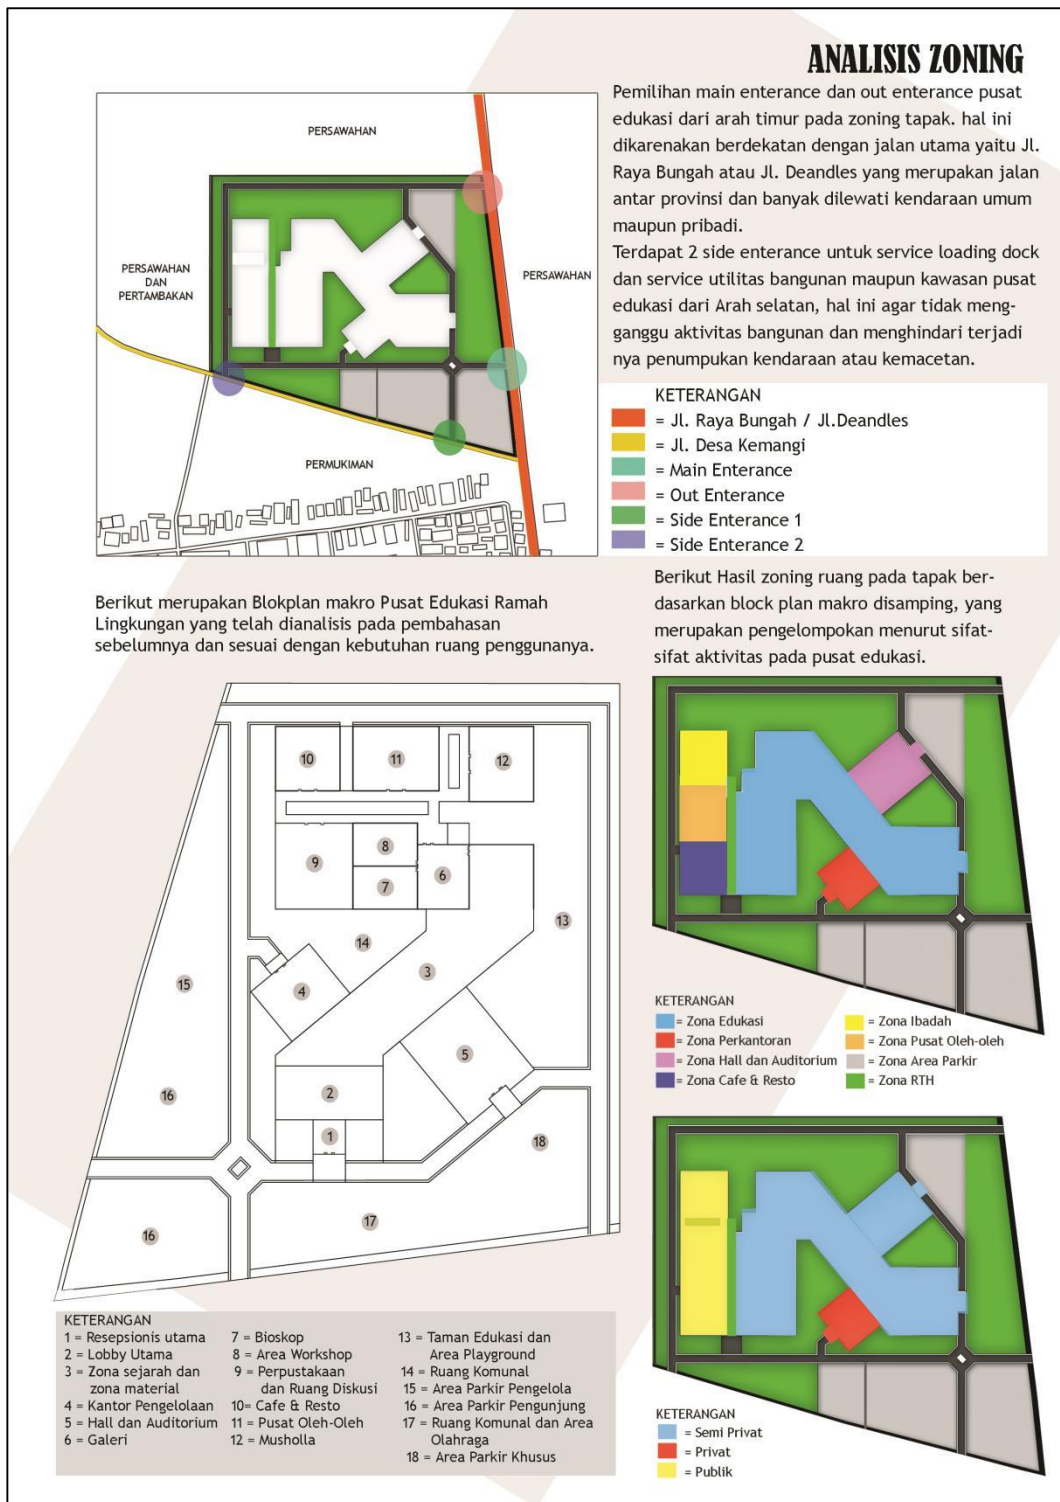 ANALISIS ZONING
Pemilihan main enterance dan out enterance pusat
edukasi dari arah timur pada zoning tapak. hal ini
dikarenakan berdekatan dengan jalan utama yaitu Jl.
Raya Bungah atau Jl. Deandles yang merupakan jalan
antar provinsi dan banyak dilewati kendaraan umum
maupun pribadi.
Terdapat 2 side enterance untuk service loading dock
dan service utilitas bangunan maupun kawasan pusat
edukasi dari Arah selatan, hal ini agar tidak meng-
ganggu aktivitas bangunan dan menghindari terjadi
nya penumpukan kendaraan atau kemacetan.
PERSAWAHAN
PERSAWAHAN
DAN
PERTAMBAKAN
PERSAWAHAN
PERMUKIMAN
KETERANGAN
= Jl. Raya Bungah / Jl.Deandles
= Jl. Desa Kemangi
= Main Enterance
= Out Enterance
= Side Enterance 1
= Side Enterance 2
Berikut merupakan Blokplan makro Pusat Edukasi Ramah
Lingkungan yang telah dianalisis pada pembahasan
sebelumnya dan sesuai dengan kebutuhan ruang penggunanya.
Berikut Hasil zoning ruang pada tapak ber-
dasarkan block plan makro disamping, yang
merupakan pengelompokan menurut sifat-
sifat aktivitas pada pusat edukasi.
10
11
12
8
9
7
6
13
14
3
15
4
5
2
16
1
18
17
16
KETERANGAN
1 = Resepsionis utama
2 = Lobby Utama
3 = Zona sejarah dan
zona material
4 = Kantor Pengelolaan
5 = Hall dan Auditorium
6 = Galeri
7 = Bioskop
8 = Area Workshop
9 = Perpustakaan
dan Ruang Diskusi
10= Cafe & Resto
11 = Pusat Oleh-Oleh
12 = Musholla
13 = Taman Edukasi dan
Area Playground
14 = Ruang Komunal
15 = Area Parkir Pengelola
16 = Area Parkir Pengunjung
17 = Ruang Komunal dan Area
Olahraga
18 = Area Parkir Khusus
KETERANGAN
= Zona Edukasi
= Zona Perkantoran
= Zona Hall dan Auditorium
= Zona Cafe & Resto
= Zona Ibadah
= Zona Pusat Oleh-oleh
= Zona Area Parkir
= Zona RTH
KETERANGAN
= Semi Privat
= Privat
= Publik